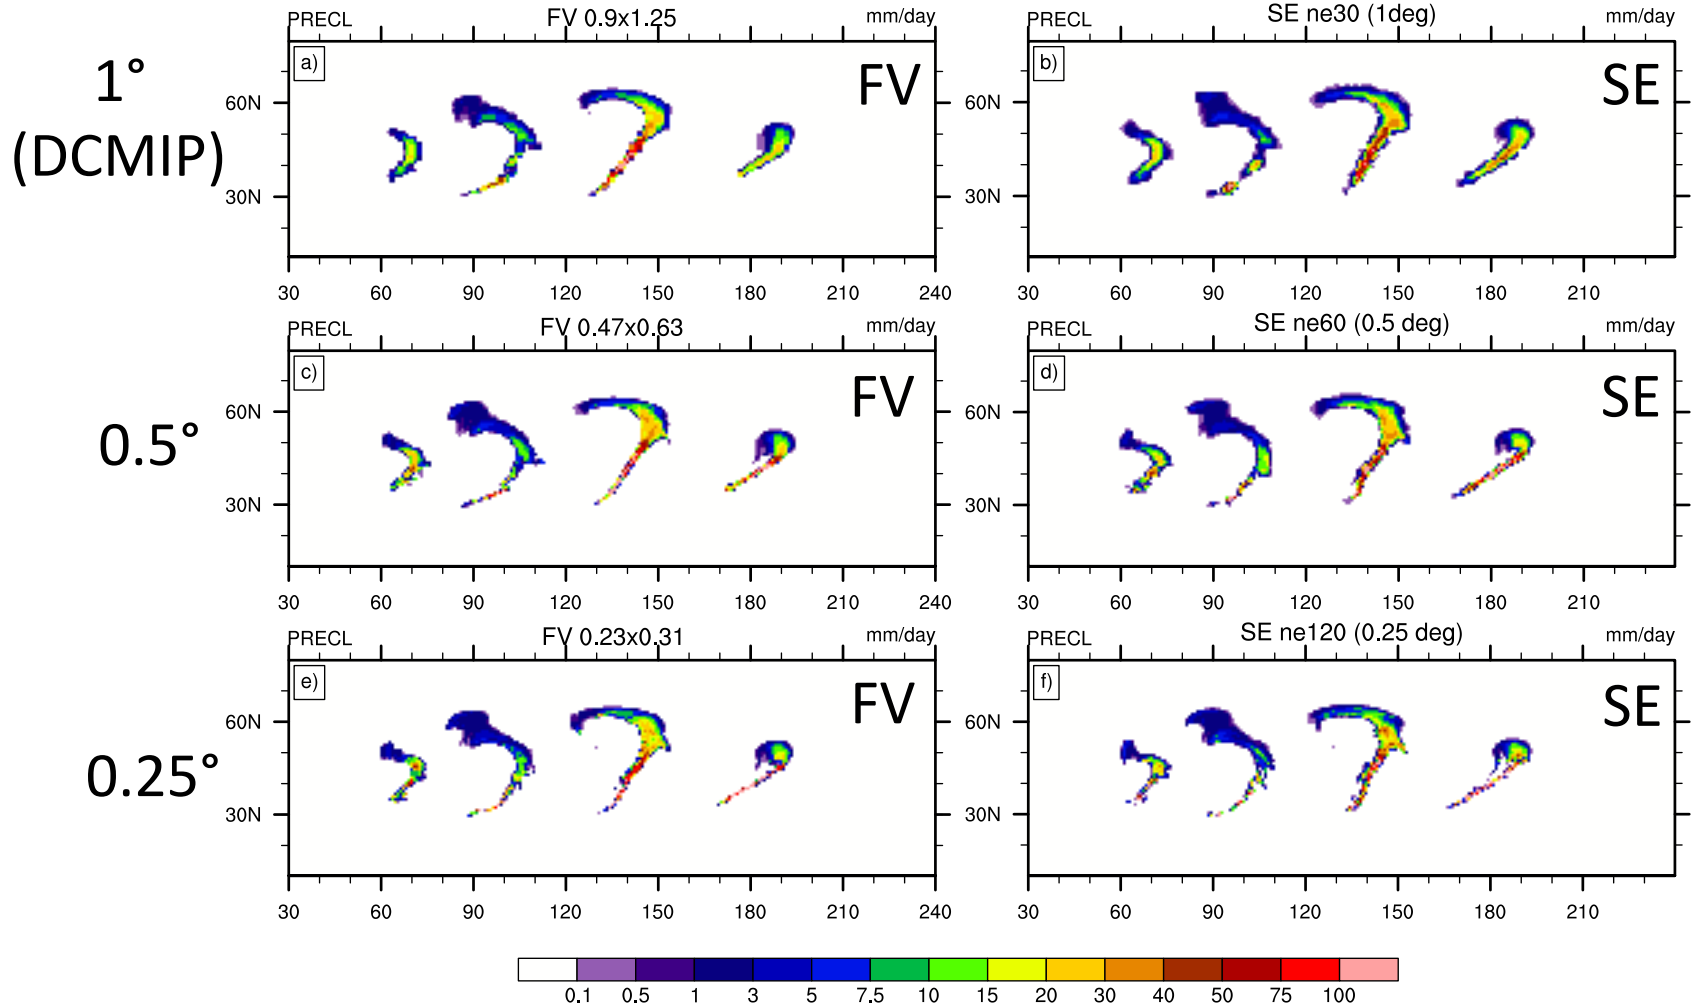 PRECL FV 0.9x1.25 mm/day PRECL SE ne30 (1deg) mm/day
1°
(DCMIP)
a) FV b) SE
60N 60N
30N 30N
30 60 90 120 150 180 210 240 30 60 90 120 150 180 210
PRECL FV 0.47x0.63 mm/day PRECL SE ne60 (0.5 deg) mm/day
0.5°
c) FV d) SE
60N 60N
30N 30N
30 60 90 120 150 180 210 240 30 60 90 120 150 180 210
PRECL FV 0.23x0.31 mm/day PRECL SE ne120 (0.25 deg) mm/day
0.25°
e) FV f) SE
60N 60N
30N 30N
30 60 90 120 150 180 210 240 30 60 90 120 150 180 210
0.1 0.5 1 3 5 7.5 10 15 20 30 40 50 75 100